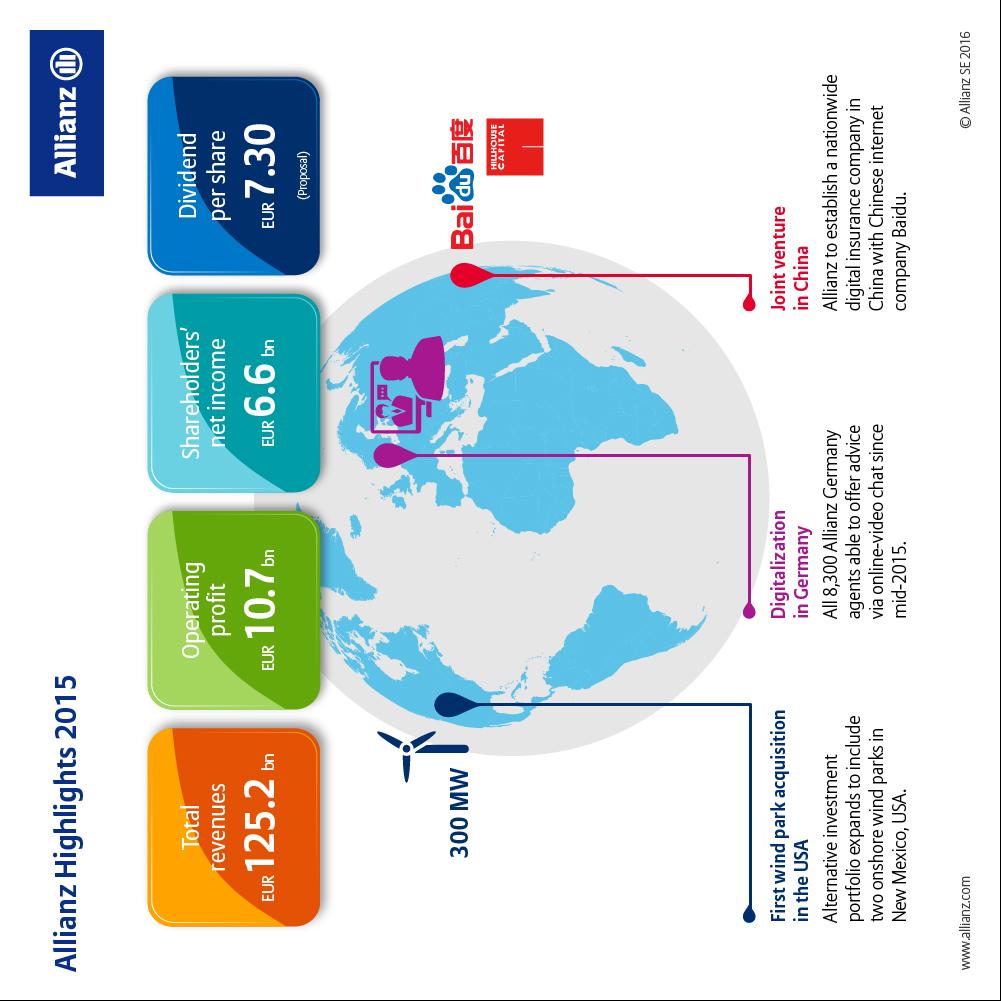 Allianz Highlights 2015
Allianz
Total
revenues
EUR 125.2 bn
Operating
profit
EUR 10.7 bn
Shareholders'
net income
EUR 6.6 bn
Dividend
per share
EUR 7.30
(Proposal)
300 MW
Baidu 百度
HILLHOUSE
CAPITAL
First wind park acquisition
in the USA
Alternative investment
portfolio expands to include
two onshore wind parks in
New Mexico, USA.
Digitalization
in Germany
All 8,300 Allianz Germany
agents able to offer advice
via online-video chat since
mid-2015.
Joint venture
in China
Allianz to establish a nationwide
digital insurance company in
China with Chinese internet
company Baidu.
www.allianz.com
© Allianz SE 2016